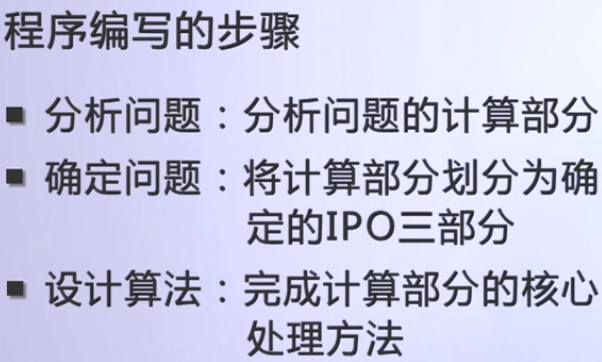 程序编写的步骤
分析问题：分析问题的计算部分
确定问题：将计算部分划分为确
定的IPO三部分
设计算法：完成计算部分的核心
处理方法